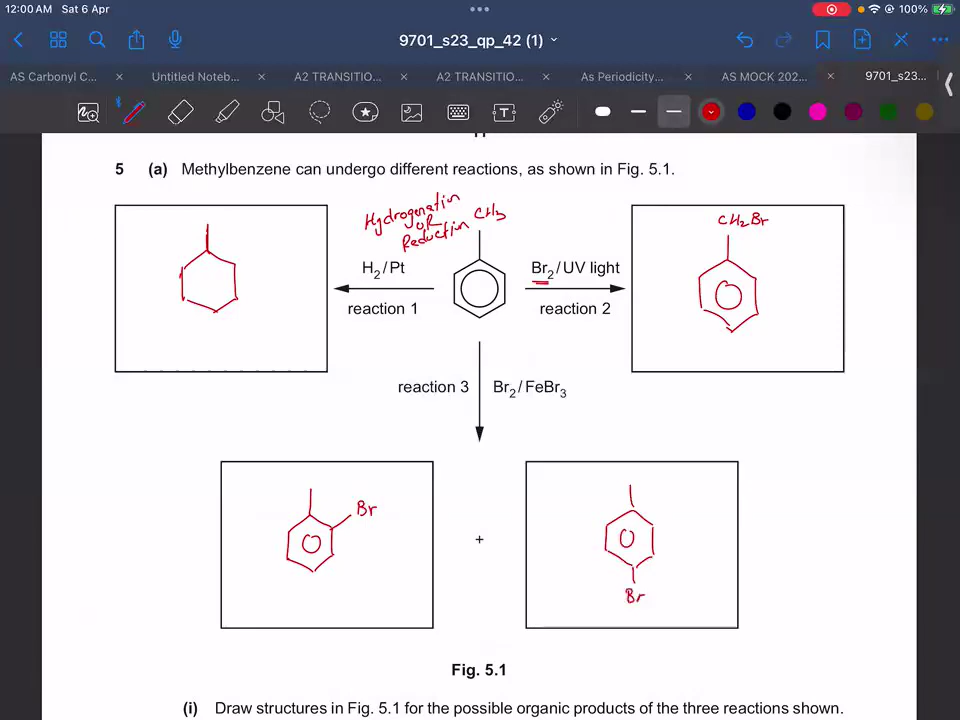 12:00 AM Sat 6 Apr
100%
9701_s23_qp_42 (1)
AS Carbonyl C...
Untitled Noteb...
A2 TRANSITIO...
A2 TRANSITIO...
As Periodicity...
AS MOCK 202...
9701_s23...
5 (a) Methylbenzene can undergo different reactions, as shown in Fig. 5.1.
Hydrogenation
OR
Reduction
CH3
CH2Br
H2/Pt
Br2/UV light
reaction 1
reaction 2
reaction 3
Br2/FeBr3
Br
+
Br
Fig. 5.1
(i) Draw structures in Fig. 5.1 for the possible organic products of the three reactions shown.